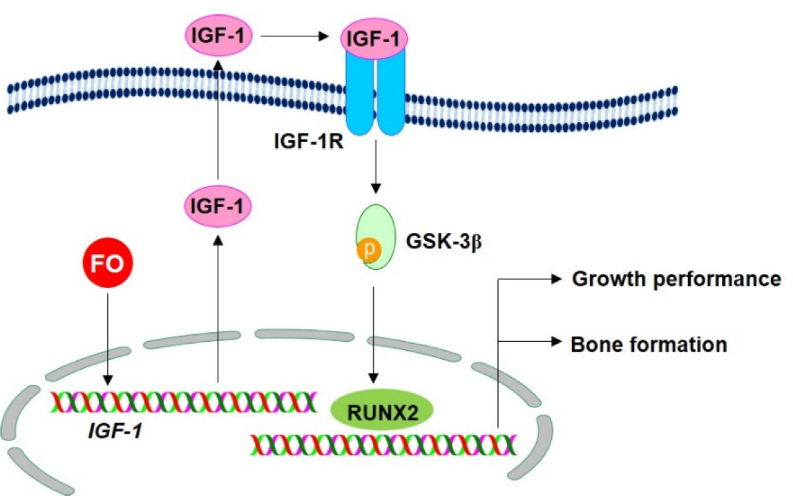 IGF-1
IGF-1
IGF-1R
IGF-1
GSK-3β
p
FO
Growth performance
Bone formation
RUNX2
IGF-1